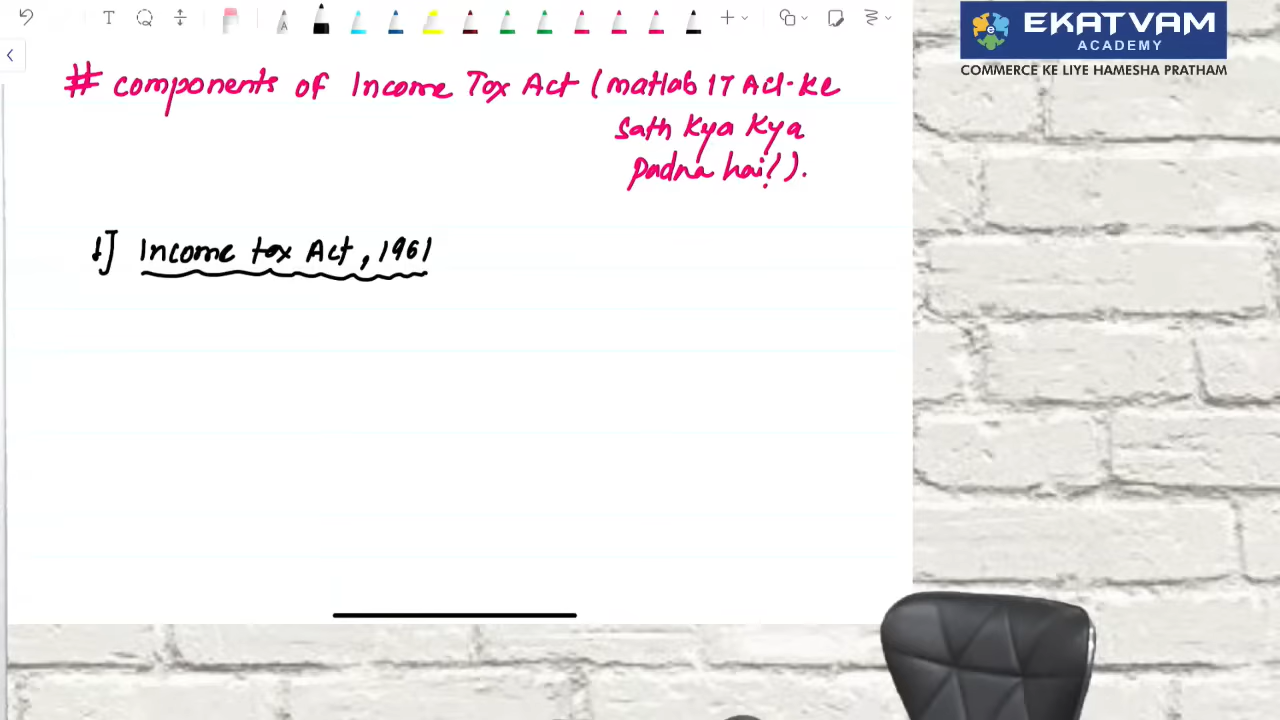 EKATVAM
ACADEMY
COMMERCE KE LIYE HAMESHA PRATHAM
# components of Income Tax Act (matlab IT Act. Ke
sath Kya Kya
padna hai?).
1] Income tax Act, 1961